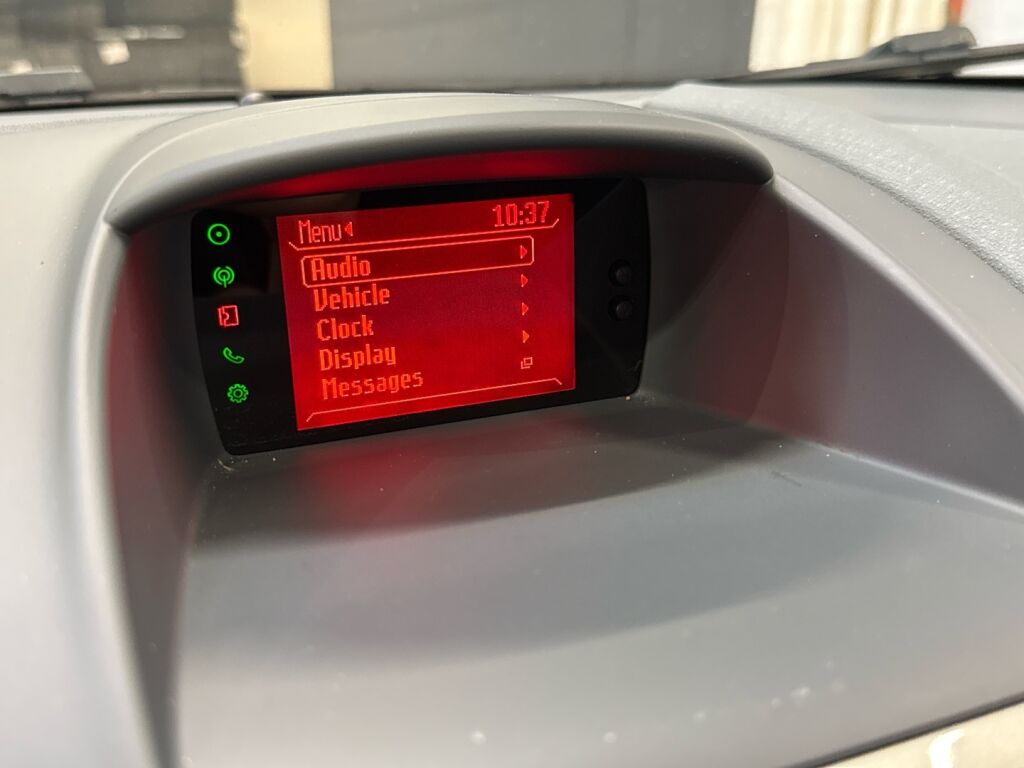 Menu 10:37
Audio
Vehicle
Clock
Display
Messages